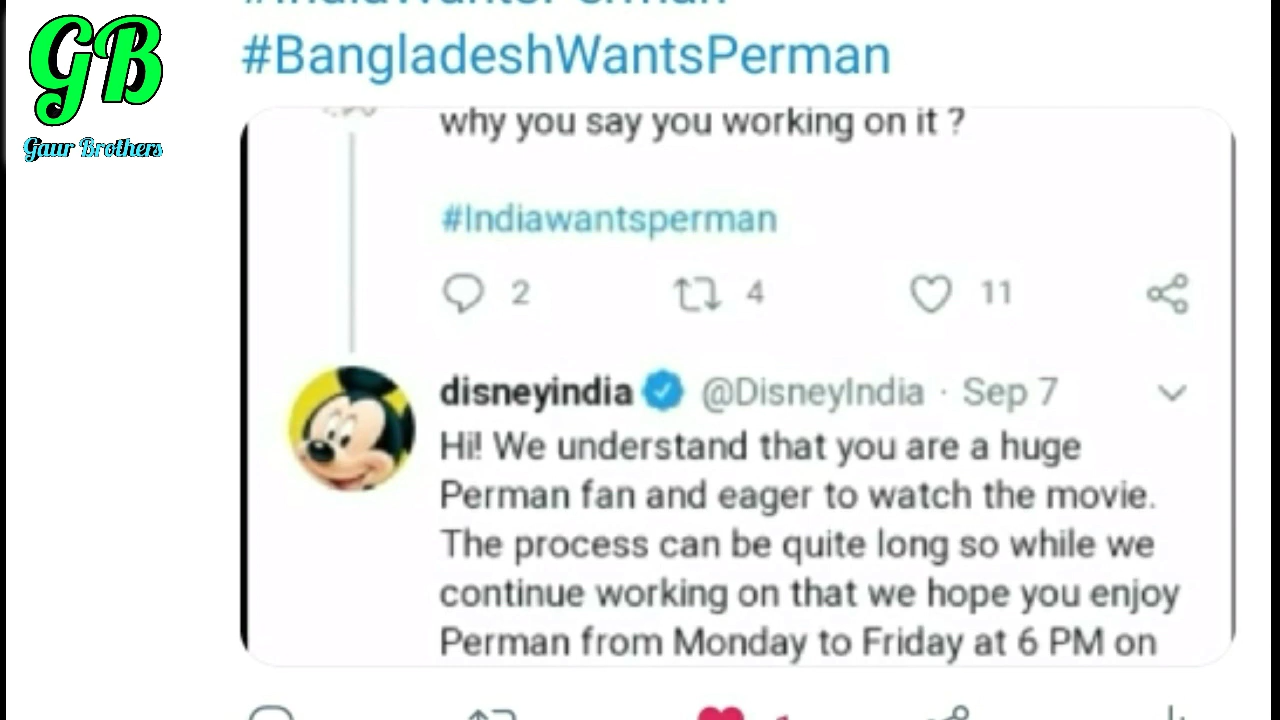 GB
Gaur Brothers
#IndiaWantsPerman
#BangladeshWantsPerman
why you say you working on it ?
#Indiawantsperman
2 4 11
disneyindia @DisneyIndia · Sep 7
Hi! We understand that you are a huge
Perman fan and eager to watch the movie.
The process can be quite long so while we
continue working on that we hope you enjoy
Perman from Monday to Friday at 6 PM on